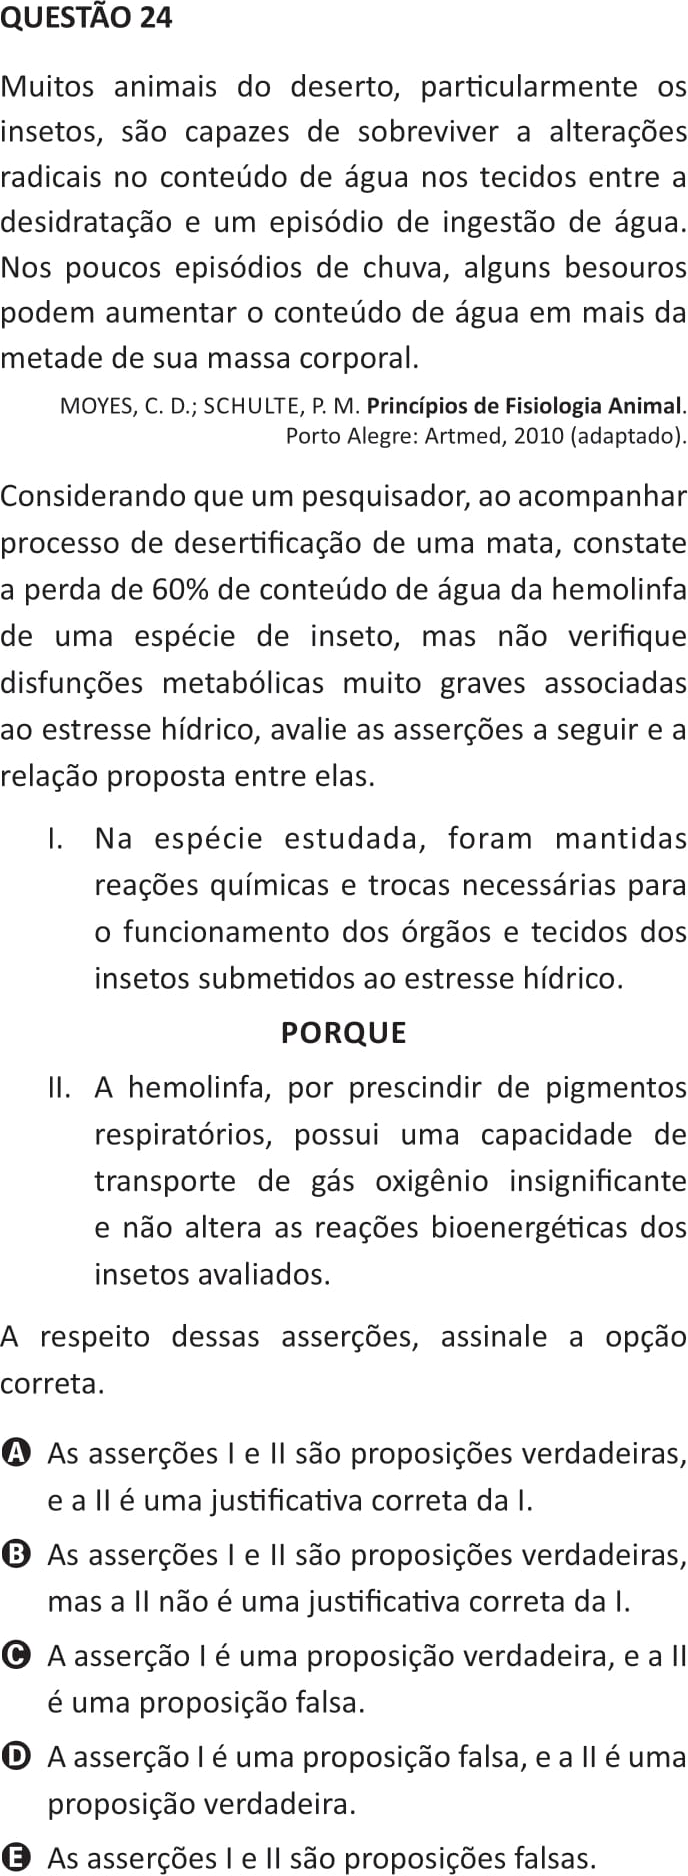 QUESTÃO 24
Muitos animais do deserto, particularmente os
insetos, são capazes de sobreviver a alterações
radicais no conteúdo de água nos tecidos entre a
desidratação e um episódio de ingestão de água.
Nos poucos episódios de chuva, alguns besouros
podem aumentar o conteúdo de água em mais da
metade de sua massa corporal.
MOYES, C. D.; SCHULTE, P. M. Princípios de Fisiologia Animal.
Porto Alegre: Artmed, 2010 (adaptado).
Considerando que um pesquisador, ao acompanhar
processo de desertificação de uma mata, constate
a perda de 60% de conteúdo de água da hemolinfa
de uma espécie de inseto, mas não verifique
disfunções metabólicas muito graves associadas
ao estresse hídrico, avalie as asserções a seguir e a
relação proposta entre elas.
I. Na espécie estudada, foram mantidas
reações químicas e trocas necessárias para
o funcionamento dos órgãos e tecidos dos
insetos submetidos ao estresse hídrico.
PORQUE
II. A hemolinfa, por prescindir de pigmentos
respiratórios, possui uma capacidade de
transporte de gás oxigênio insignificante
e não altera as reações bioenergéticas dos
insetos avaliados.
A respeito dessas asserções, assinale a opção
correta.
A As asserções I e II são proposições verdadeiras,
e a II é uma justificativa correta da I.
B As asserções I e II são proposições verdadeiras,
mas a II não é uma justificativa correta da I.
C A asserção I é uma proposição verdadeira, e a II
é uma proposição falsa.
D A asserção I é uma proposição falsa, e a II é uma
proposição verdadeira.
E As asserções I e II são proposições falsas.